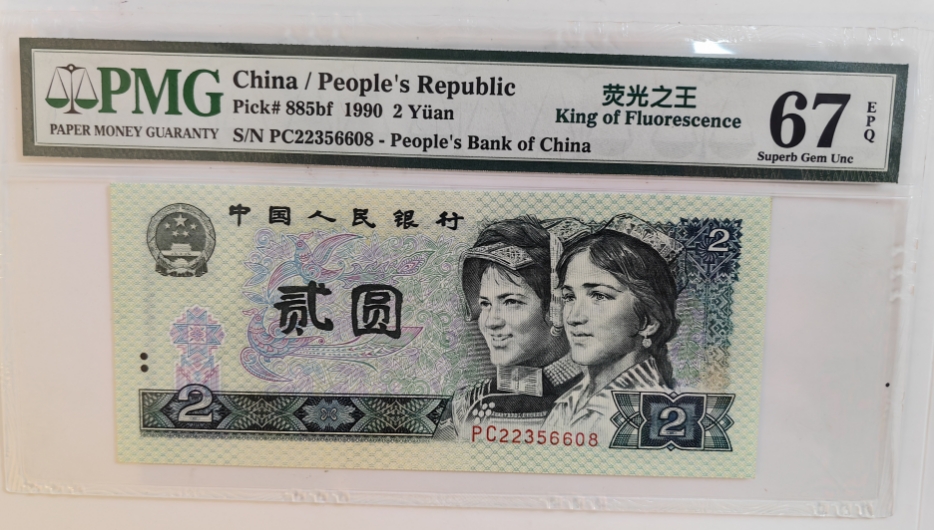 PMG
PAPER MONEY GUARANTY
China / People's Republic
Pick# 885bf 1990 2 Yüan
S/N PC22356608 - People's Bank of China
荧光之王
King of Fluorescence
67
EPQ
Superb Gem Unc
中国人民银行
2
贰圆
2
PC22356608
2